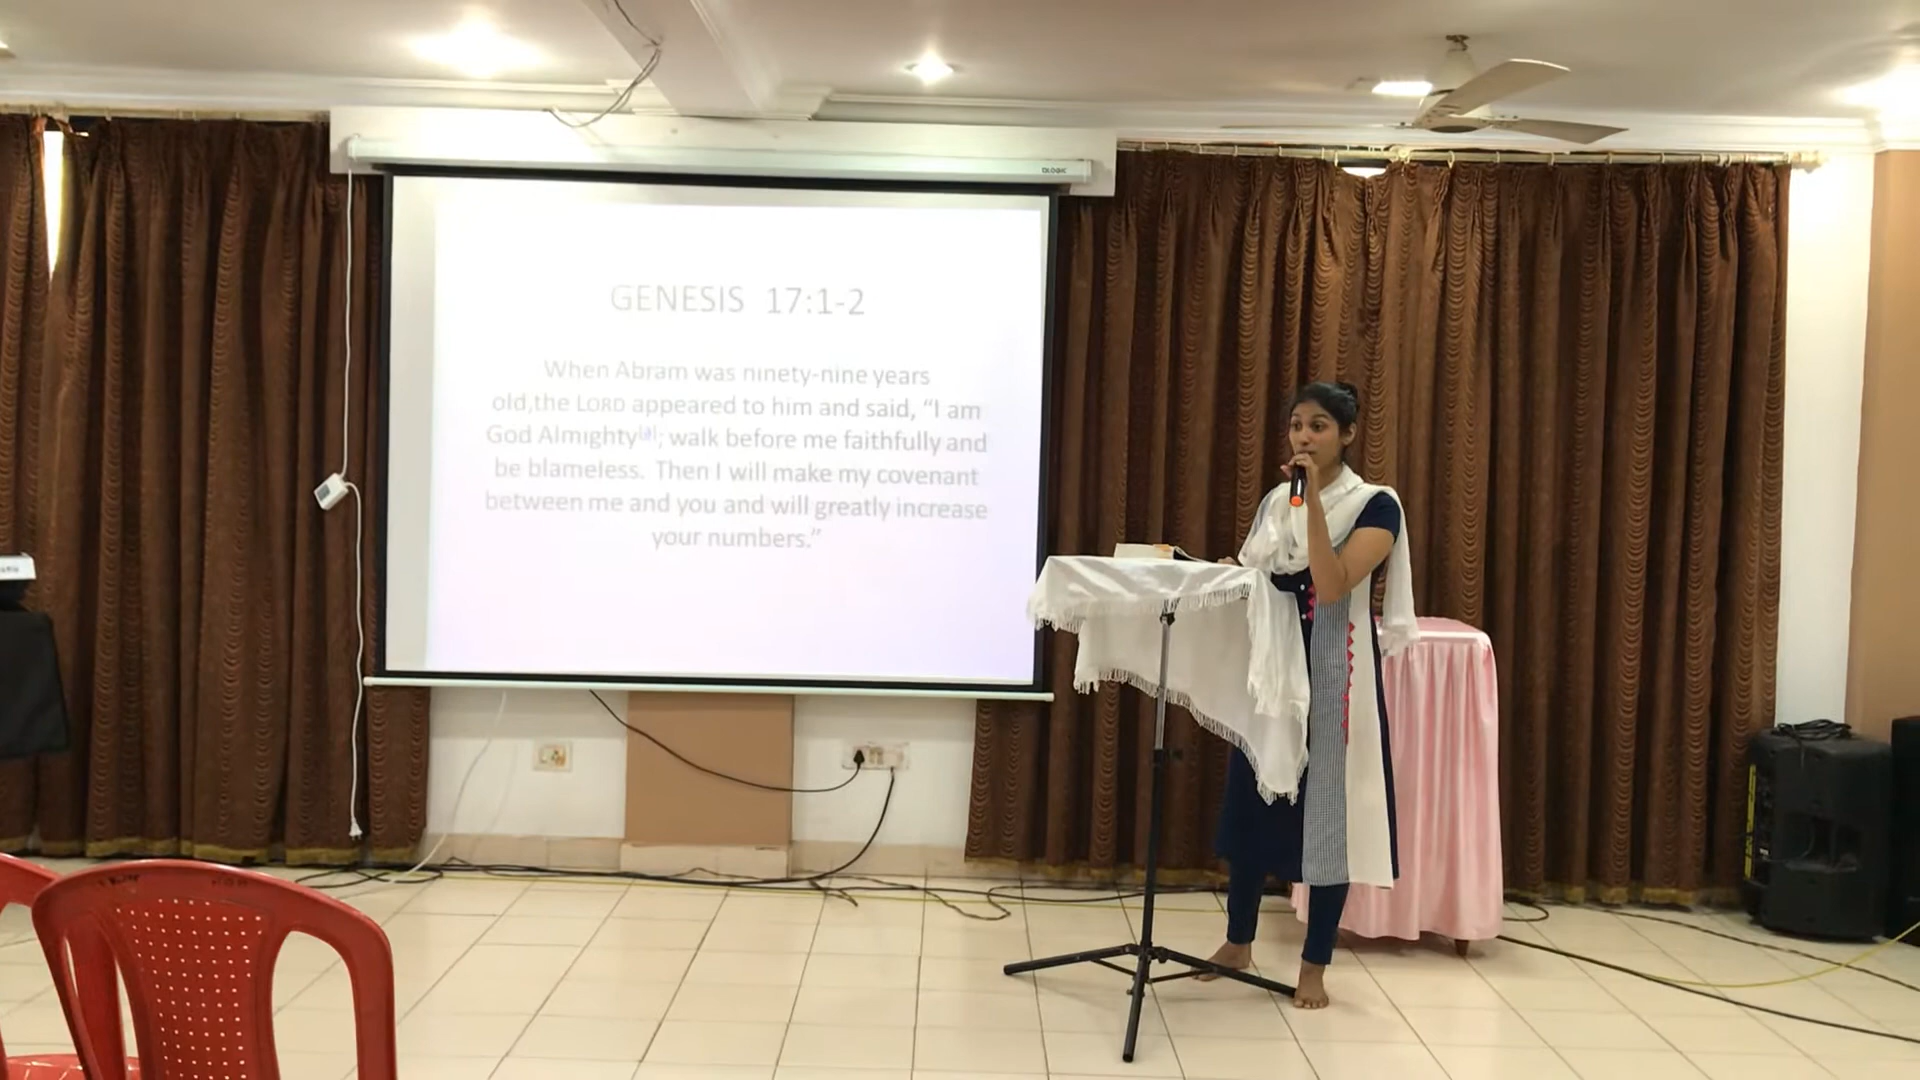 GENESIS 17:1-2
When Abram was ninety-nine years
old,the LORD appeared to him and said, “I am
God Almighty[a]; walk before me faithfully and
be blameless. Then I will make my covenant
between me and you and will greatly increase
your numbers.”